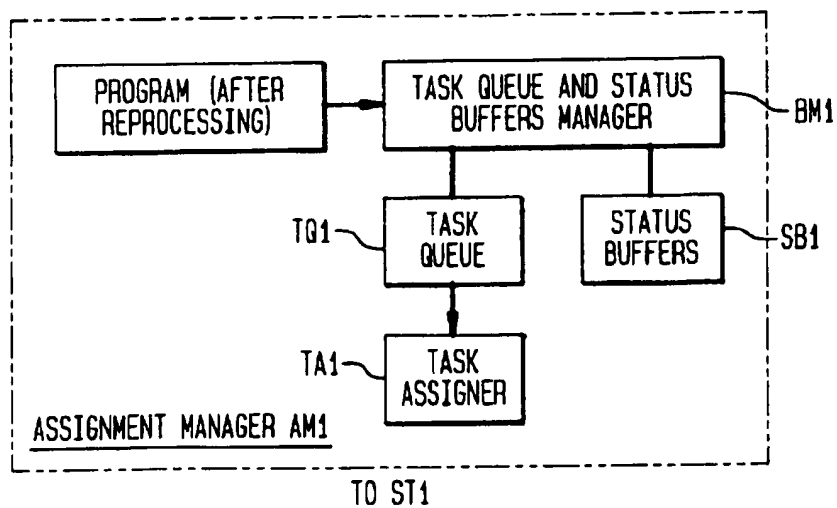 PROGRAM (AFTER
REPROCESSING)
TASK QUEUE AND STATUS
BUFFERS MANAGER
BM1
TQ1
TASK
QUEUE
STATUS
BUFFERS
SB1
TA1
TASK
ASSIGNER
ASSIGNMENT MANAGER AM1
TO ST1